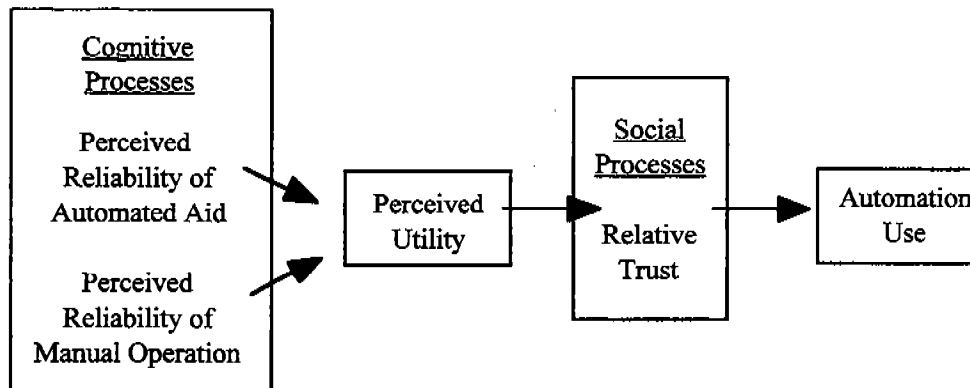 Cognitive
Processes
Perceived
Reliability of
Automated Aid
Perceived
Reliability of
Manual Operation
Perceived
Utility
Social
Processes
Relative
Trust
Automation
Use